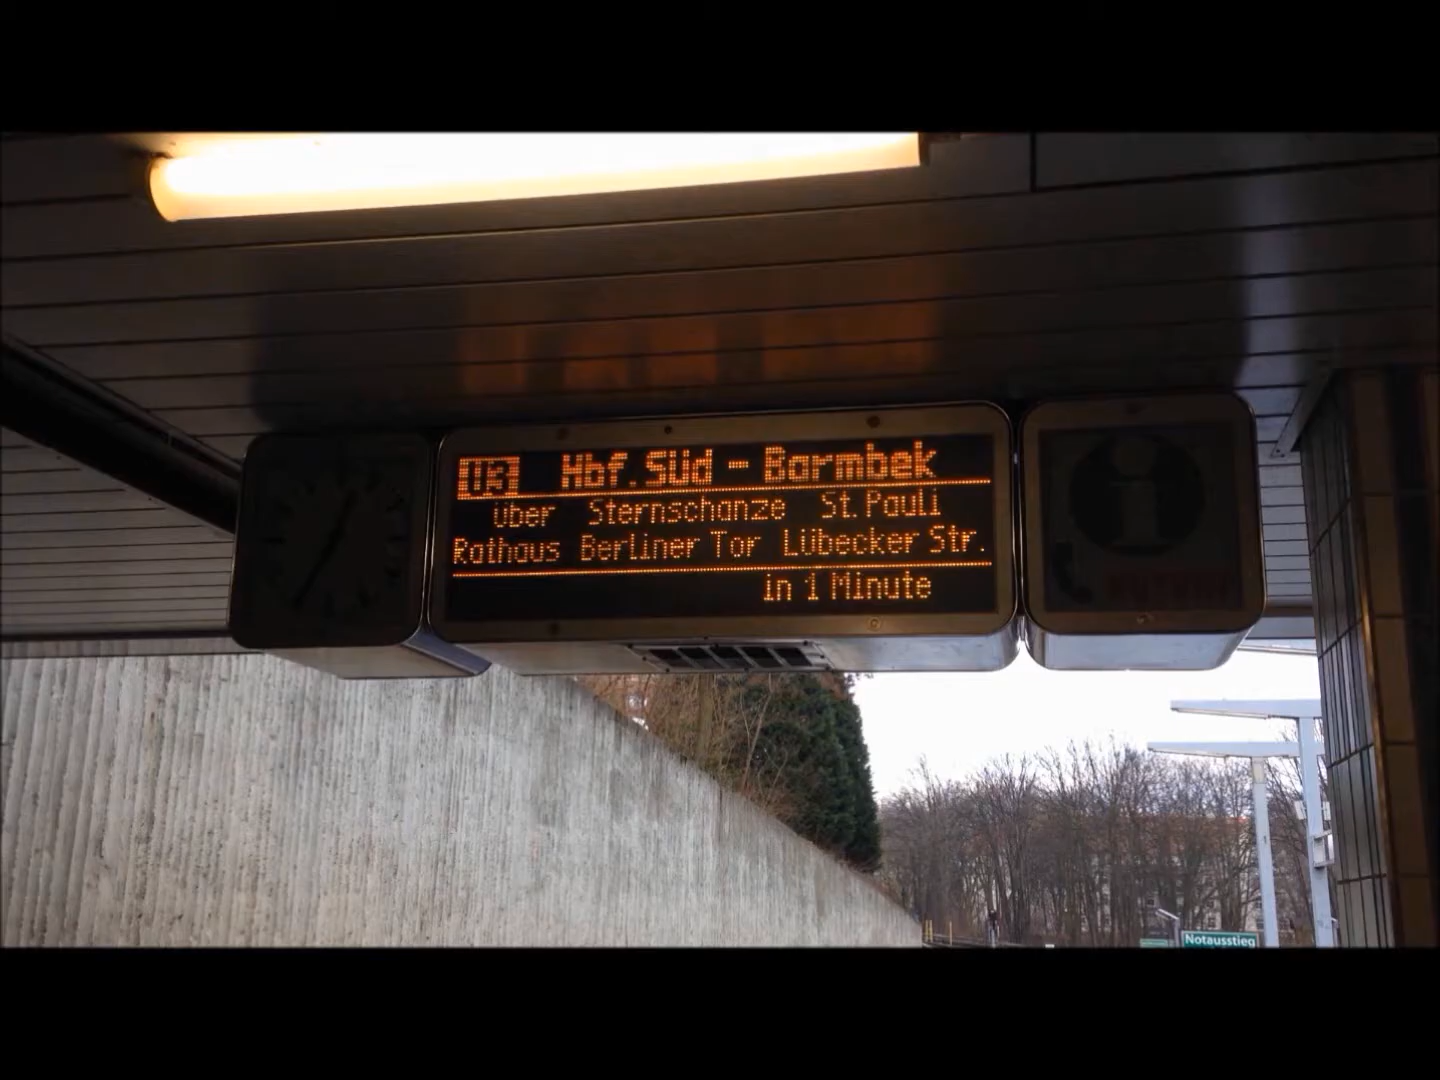 U3 Hbf.Süd - Barmbek
über Sternschanze St.Pauli
Rathaus Berliner Tor Lübecker Str.
in 1 Minute
i
Notausstieg